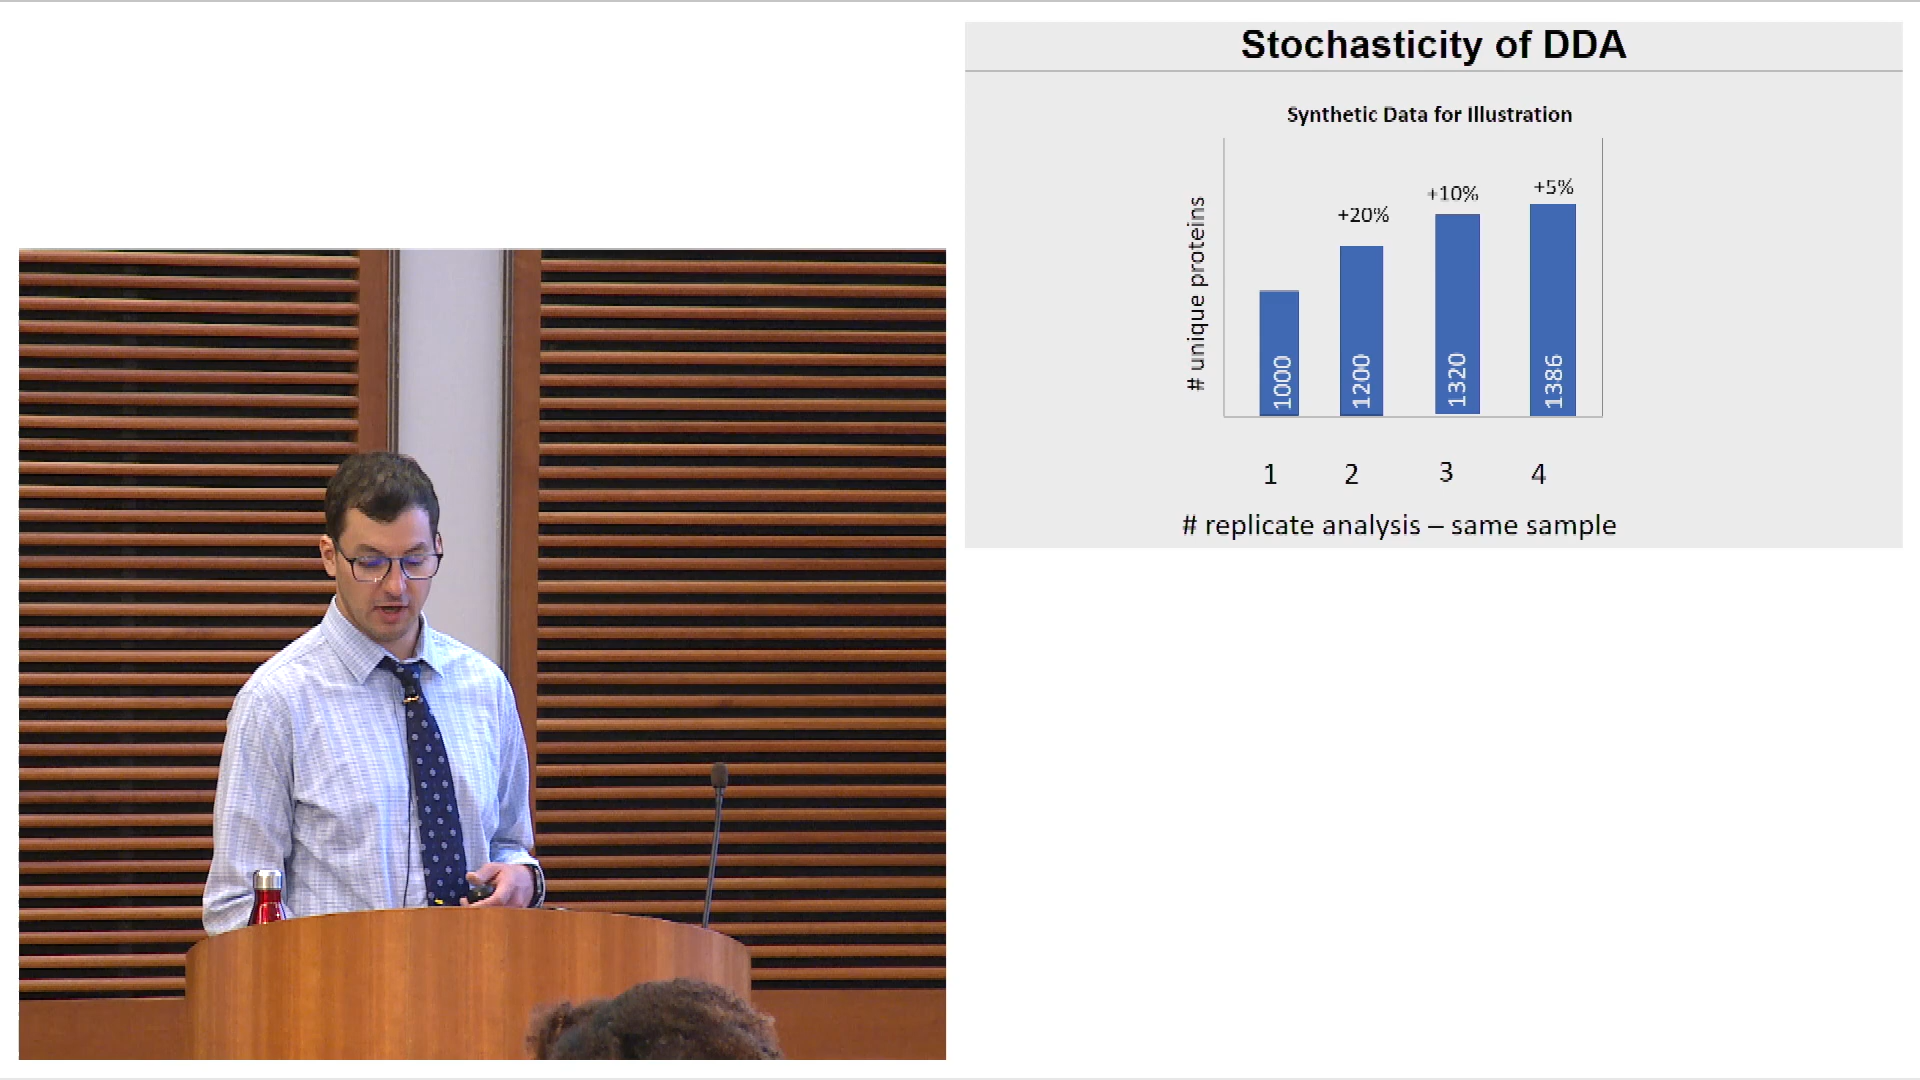 Stochasticity of DDA
Synthetic Data for Illustration
# unique proteins
+20%
+10%
+5%
1000
1200
1320
1386
1
2
3
4
# replicate analysis – same sample